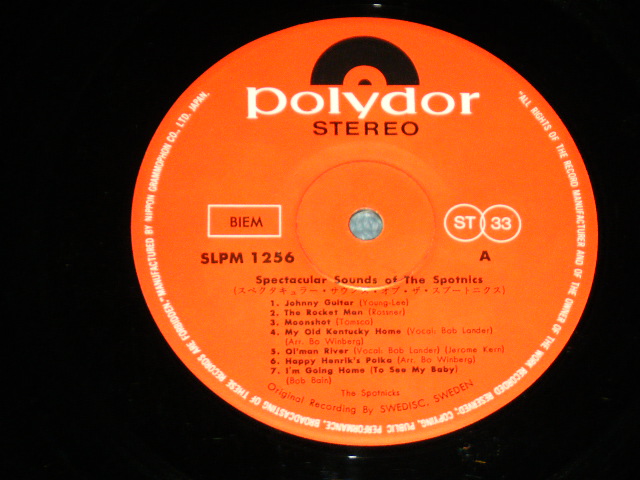 polydor
STEREO
BIEM
ST 33
SLPM 1256
A
Spectacular Sounds of The Spotnics
(スペクタキュラー・サウンズ・オブ・ザ・スプートニクス)
1. Johnny Guitar (Young-Lee)
2. The Rocket Man (Rossner)
3. Moonshot (Tomsco)
4. My Old Kentucky Home (Vocal: Bob Lander)
(Arr. Bo Winberg)
5. Ol'man River (Vocal: Bob Lander) (Jerome Kern)
6. Happy Henrik's Polka (Arr. Bo Winberg)
7. I'm Going Home (To See My Baby)
(Bob Bain)
The Spotnicks
Original Recording By SWEDISC, SWEDEN
"ALL RIGHTS OF THE RECORD MANUFACTURER AND OF THE OWNER OF THE WORK RECORDED RESERVED; COPYING, PUBLIC PERFORMANCE, BROADCASTING OF THESE RECORDS ARE FORBIDDEN." MANUFACTURED BY NIPPON GRAMMOPHON CO., LTD. JAPAN.